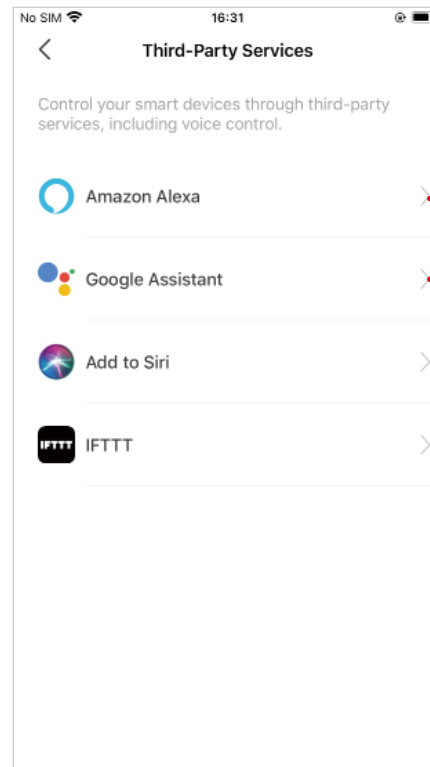 No SIM 16:31
Third-Party Services
Control your smart devices through third-party
services, including voice control.
Amazon Alexa
Google Assistant
Add to Siri
IFTTT IFTTT